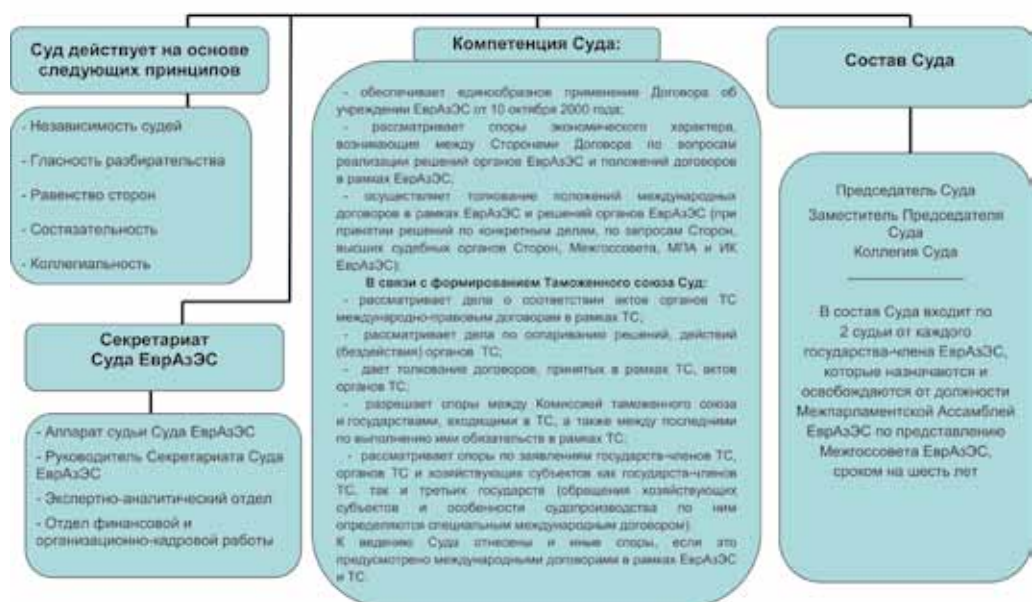 Суд действует на основе
следующих принципов
- Независимость судей
- Гласность разбирательства
- Равенство сторон
- Состязательность
- Коллегиальность
Секретариат
Суда ЕврАзЭС
- Аппарат судьи Суда ЕврАзЭС
- Руководитель Секретариата Суда
ЕврАзЭС
- Экспертно-аналитический отдел
- Отдел финансовой и
организационно-кадровой работы
Компетенция Суда:
- обеспечивает единообразное применение Договора об
учреждении ЕврАзЭС от 10 октября 2000 года;
- рассматривает споры экономического характера,
возникающие между Сторонами Договора по вопросам
реализации решений органов ЕврАзЭС и положений договоров
в рамках ЕврАзЭС;
- осуществляет толкование положений международных
договоров в рамках ЕврАзЭС и решений органов ЕврАзЭС (при
принятии решений по конкретным делам, по запросам Сторон,
высших судебных органов Сторон, Межгоссовета, МПА и ИК
ЕврАзЭС);
В связи с формированием Таможенного союза Суд:
- рассматривает дела о соответствии актов органов ТС
международно-правовым договорам в рамках ТС;
- рассматривает дела по оспариванию решений, действий
(бездействия) органов ТС;
- дает толкование договоров, принятых в рамках ТС, актов
органов ТС;
- разрешает споры между Комиссией таможенного союза
и государствами, входящими в ТС, а также между последними
по выполнению ими обязательств в рамках ТС.
- рассматривает споры по заявлениям государств-членов ТС,
органов ТС и хозяйствующих субъектов как государств-членов
ТС, так и третьих государств (обращения хозяйствующих
субъектов и особенности судопроизводства по ним
определяются специальным международным договором).
К ведению Суда отнесены и иные споры, если это
предусмотрено международными договорами в рамках ЕврАзЭС
и ТС.
Состав Суда
Председатель Суда
Заместитель Председателя
Суда
Коллегия Суда
В состав Суда входит по
2 судьи от каждого
государства-члена ЕврАзЭС,
которые назначаются и
освобождаются от должности
Межпарламентской Ассамблей
ЕврАзЭС по представлению
Межгоссовета ЕврАзЭС,
сроком на шесть лет